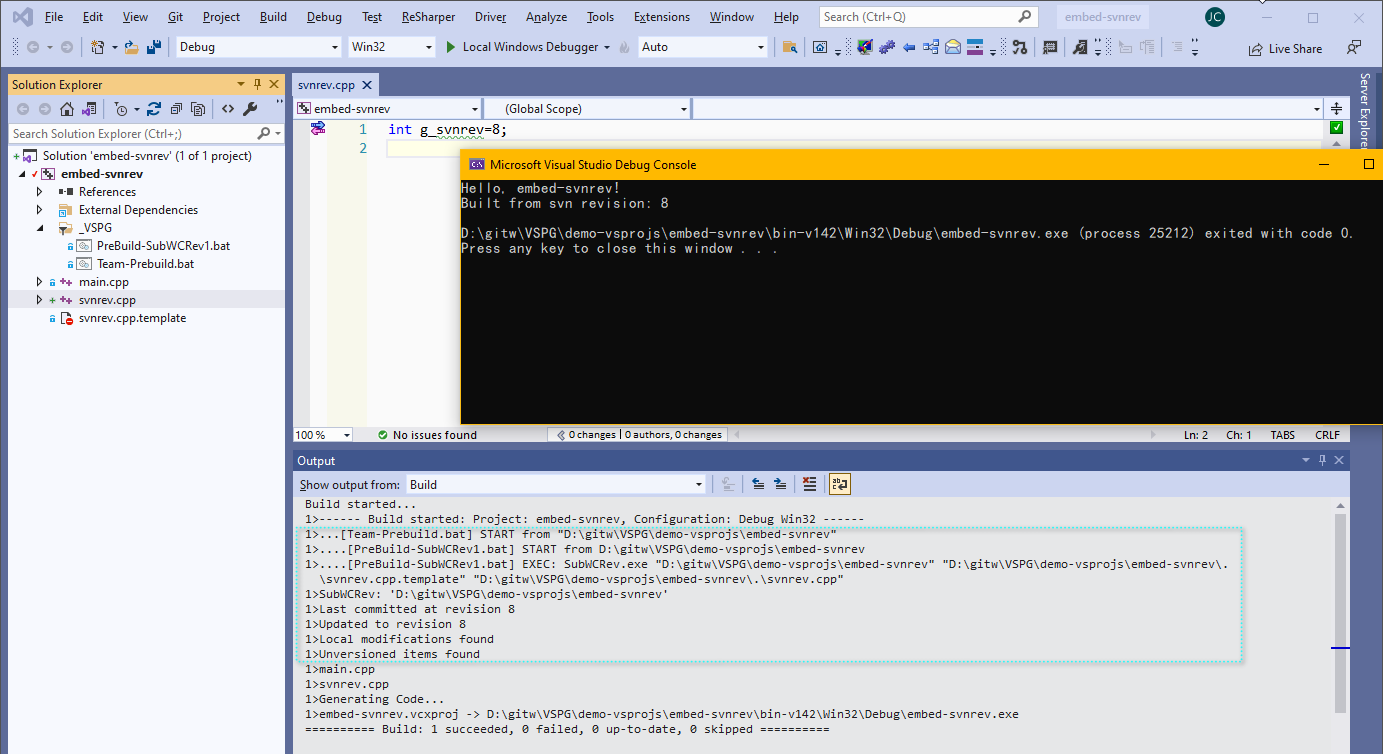 File Edit View Git Project Build Debug Test ReSharper Driver Analyze Tools Extensions Window Help Search (Ctrl+Q) embed-svnrev JC
Debug Win32 Local Windows Debugger Auto Live Share
Solution Explorer
Search Solution Explorer (Ctrl+;)
Solution 'embed-svnrev' (1 of 1 project)
embed-svnrev
References
External Dependencies
_VSPG
PreBuild-SubWCRev1.bat
Team-Prebuild.bat
main.cpp
svnrev.cpp
svnrev.cpp.template
svnrev.cpp
embed-svnrev (Global Scope)
1 int g_svnrev=8;
2
Server Explorer
Microsoft Visual Studio Debug Console
Hello, embed-svnrev!
Built from svn revision: 8
D:\gitw\VSPG\demo-vsprojs\embed-svnrev\bin-v142\Win32\Debug\embed-svnrev.exe (process 25212) exited with code 0.
Press any key to close this window . . .
100 % No issues found 0 changes | 0 authors, 0 changes Ln: 2 Ch: 1 TABS CRLF
Output
Show output from: Build
Build started...
1>------ Build started: Project: embed-svnrev, Configuration: Debug Win32 ------
1>...[Team-Prebuild.bat] START from "D:\gitw\VSPG\demo-vsprojs\embed-svnrev"
1>....[PreBuild-SubWCRev1.bat] START from D:\gitw\VSPG\demo-vsprojs\embed-svnrev
1>....[PreBuild-SubWCRev1.bat] EXEC: SubWCRev.exe "D:\gitw\VSPG\demo-vsprojs\embed-svnrev" "D:\gitw\VSPG\demo-vsprojs\embed-svnrev\.
\svnrev.cpp.template" "D:\gitw\VSPG\demo-vsprojs\embed-svnrev\.\svnrev.cpp"
1>SubWCRev: 'D:\gitw\VSPG\demo-vsprojs\embed-svnrev'
1>Last committed at revision 8
1>Updated to revision 8
1>Local modifications found
1>Unversioned items found
1>main.cpp
1>svnrev.cpp
1>Generating Code...
1>embed-svnrev.vcxproj -> D:\gitw\VSPG\demo-vsprojs\embed-svnrev\bin-v142\Win32\Debug\embed-svnrev.exe
========== Build: 1 succeeded, 0 failed, 0 up-to-date, 0 skipped ==========